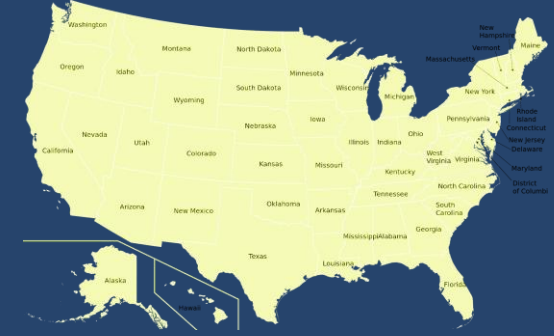 Washington
Montana
North Dakota
Minnesota
New
Hampshire
Vermont
Maine
Massachusetts
Oregon
Idaho
South Dakota
Wisconsin
Michigan
New York
Wyoming
Nebraska
Iowa
Pennsylvania
Rhode
Island
Connecticut
New Jersey
Delaware
Nevada
Utah
Colorado
Kansas
Missouri
Illinois
Indiana
Ohio
West
Virginia
Virginia
Maryland
District
of Columb
California
Kentucky
Tennessee
North Carolina
South
Carolina
Arizona
New Mexico
Oklahoma
Arkansas
Mississippi
Alabama
Georgia
Texas
Louisiana
Florida
Alaska
Hawaii